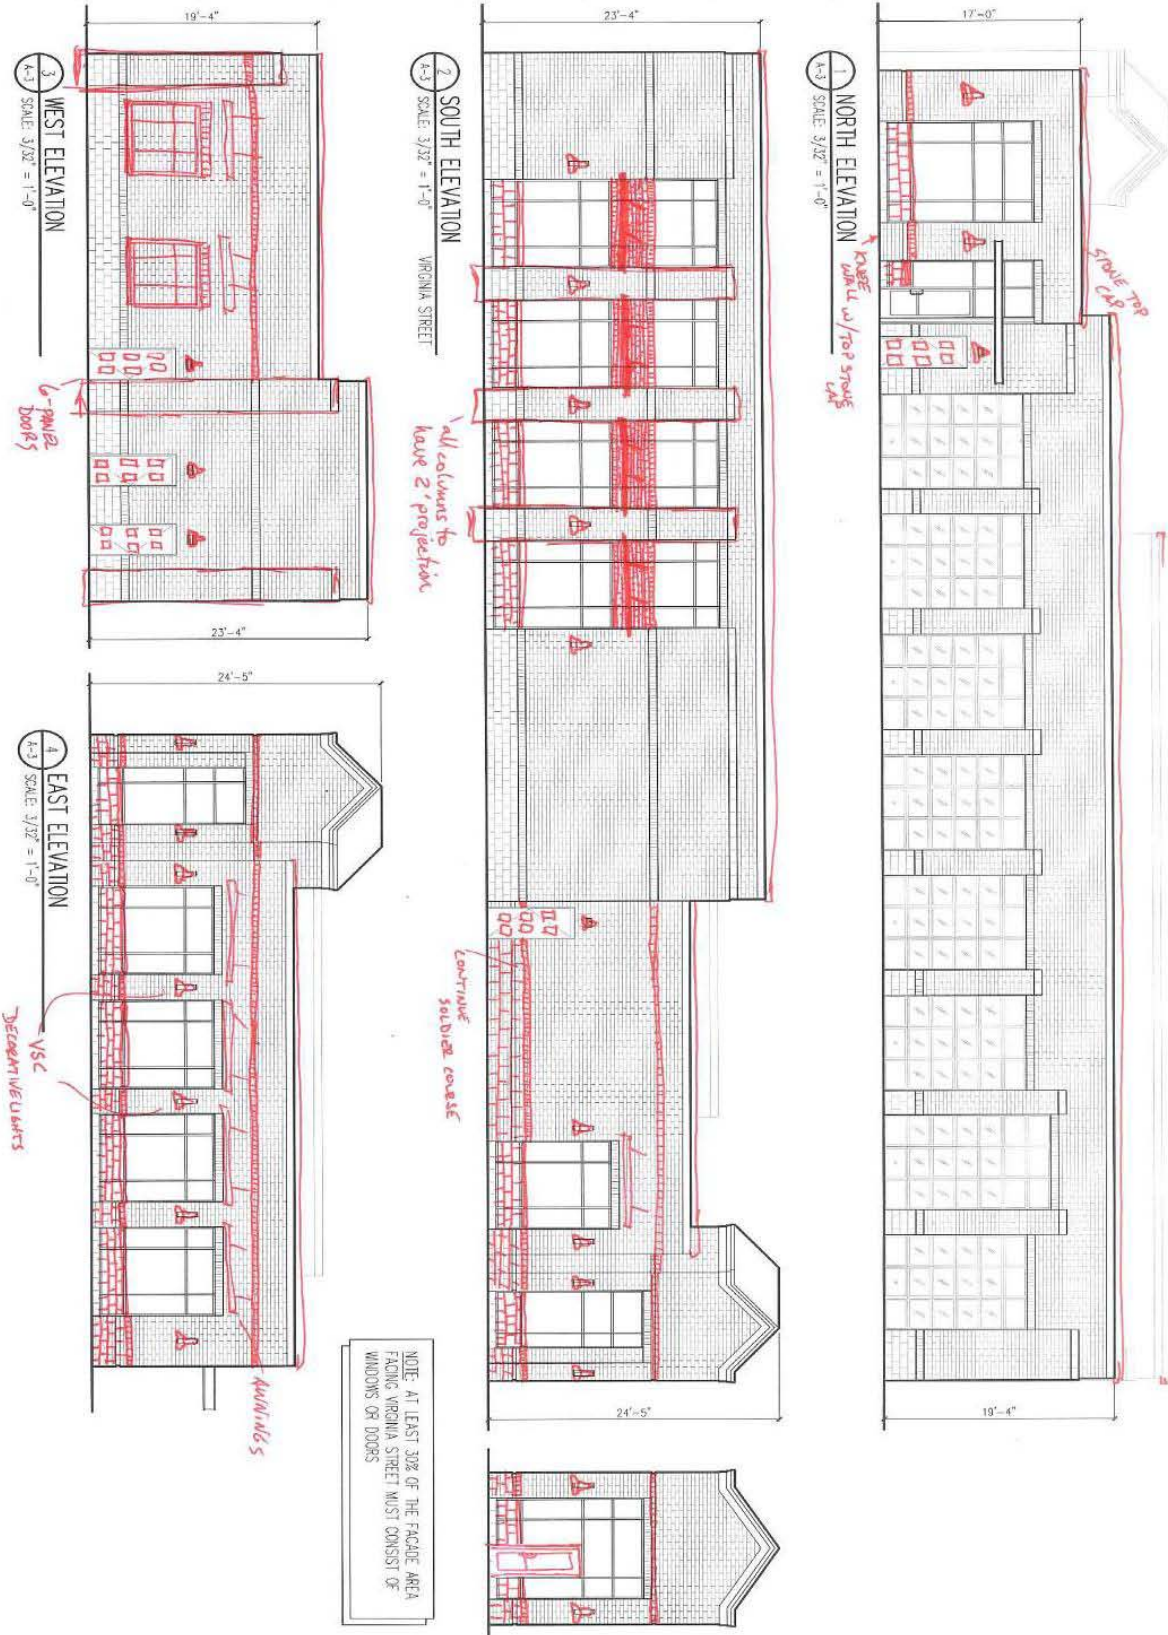 17'-0"
STONE TOP
CAP
KNEE
WALL W/TOP STONE
CAP
19'-4"
1
A-3
NORTH ELEVATION
SCALE: 3/32" = 1'-0"
23'-4"
all columns to
have 2' projection
CONTINUE
SOLDIER COURSE
24'-5"
2
A-3
SOUTH ELEVATION
SCALE: 3/32" = 1'-0"
VIRGINIA STREET
19'-4"
6-PANEL
DOORS
23'-4"
3
A-3
WEST ELEVATION
SCALE: 3/32" = 1'-0"
24'-5"
AWNINGS
VSC
DECORATIVE LIGHTS
4
A-3
EAST ELEVATION
SCALE: 3/32" = 1'-0"
NOTE: AT LEAST 30% OF THE FACADE AREA
FACING VIRGINIA STREET MUST CONSIST OF
WINDOWS OR DOORS